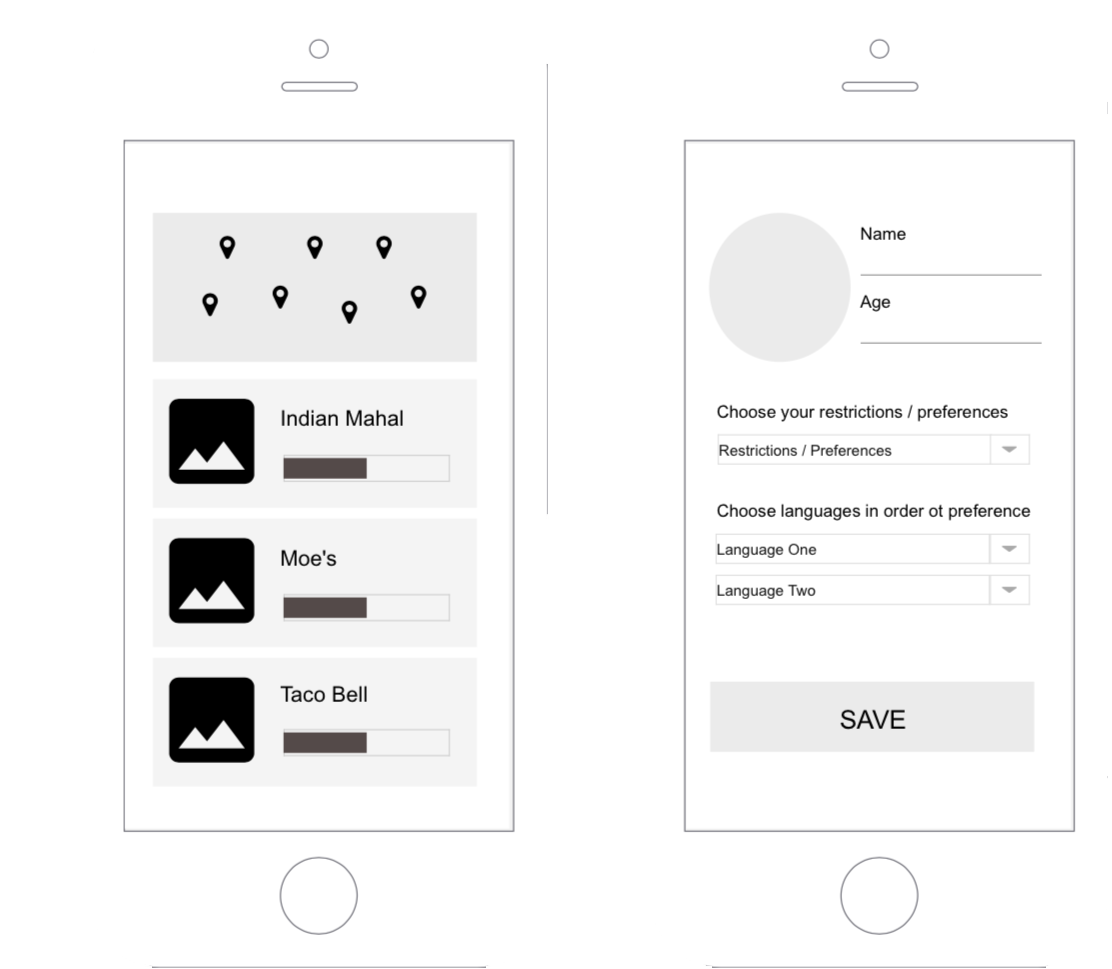 Indian Mahal
Moe's
Taco Bell
Name
Age
Choose your restrictions / preferences
Restrictions / Preferences
Choose languages in order ot preference
Language One
Language Two
SAVE